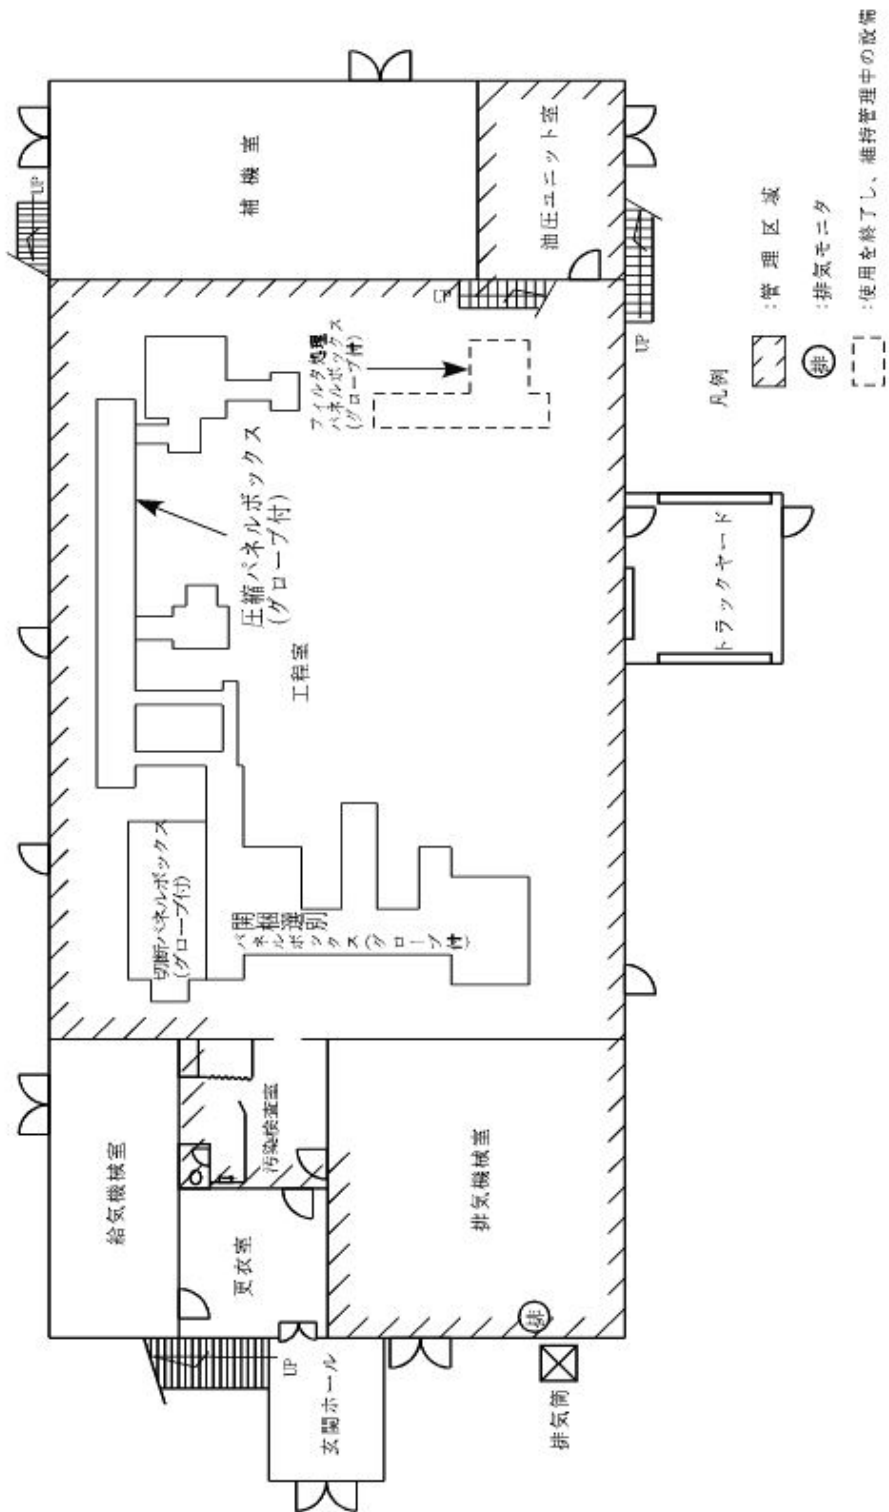 補機室
油圧ユニット室
UP
UP
UP
フィルタ処理
パネルボックス
(グローブ付)
圧縮パネルボックス
(グローブ付)
工程室
切断パネルボックス
(グローブ付)
開梱選別
パネルボックス(グローブ付)
トラックヤード
給気機械室
汚染検査室
更衣室
排気機械室
排
UP
玄関ホール
排気筒
凡例
:管理区域
排 :排気モニタ
:使用を終了し、維持管理中の設備